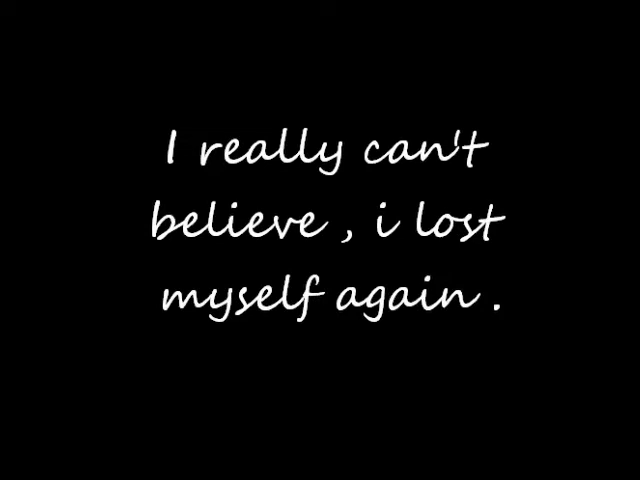 I really can't
believe , i lost
myself again .